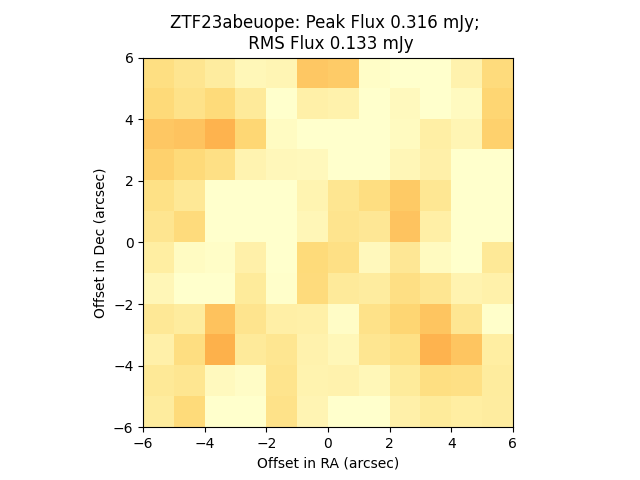 ZTF23abeuope: Peak Flux 0.316 mJy;
RMS Flux 0.133 mJy
6
4
2
0
−2
−4
−6
Offset in Dec (arcsec)
−6 −4 −2 0 2 4 6
Offset in RA (arcsec)